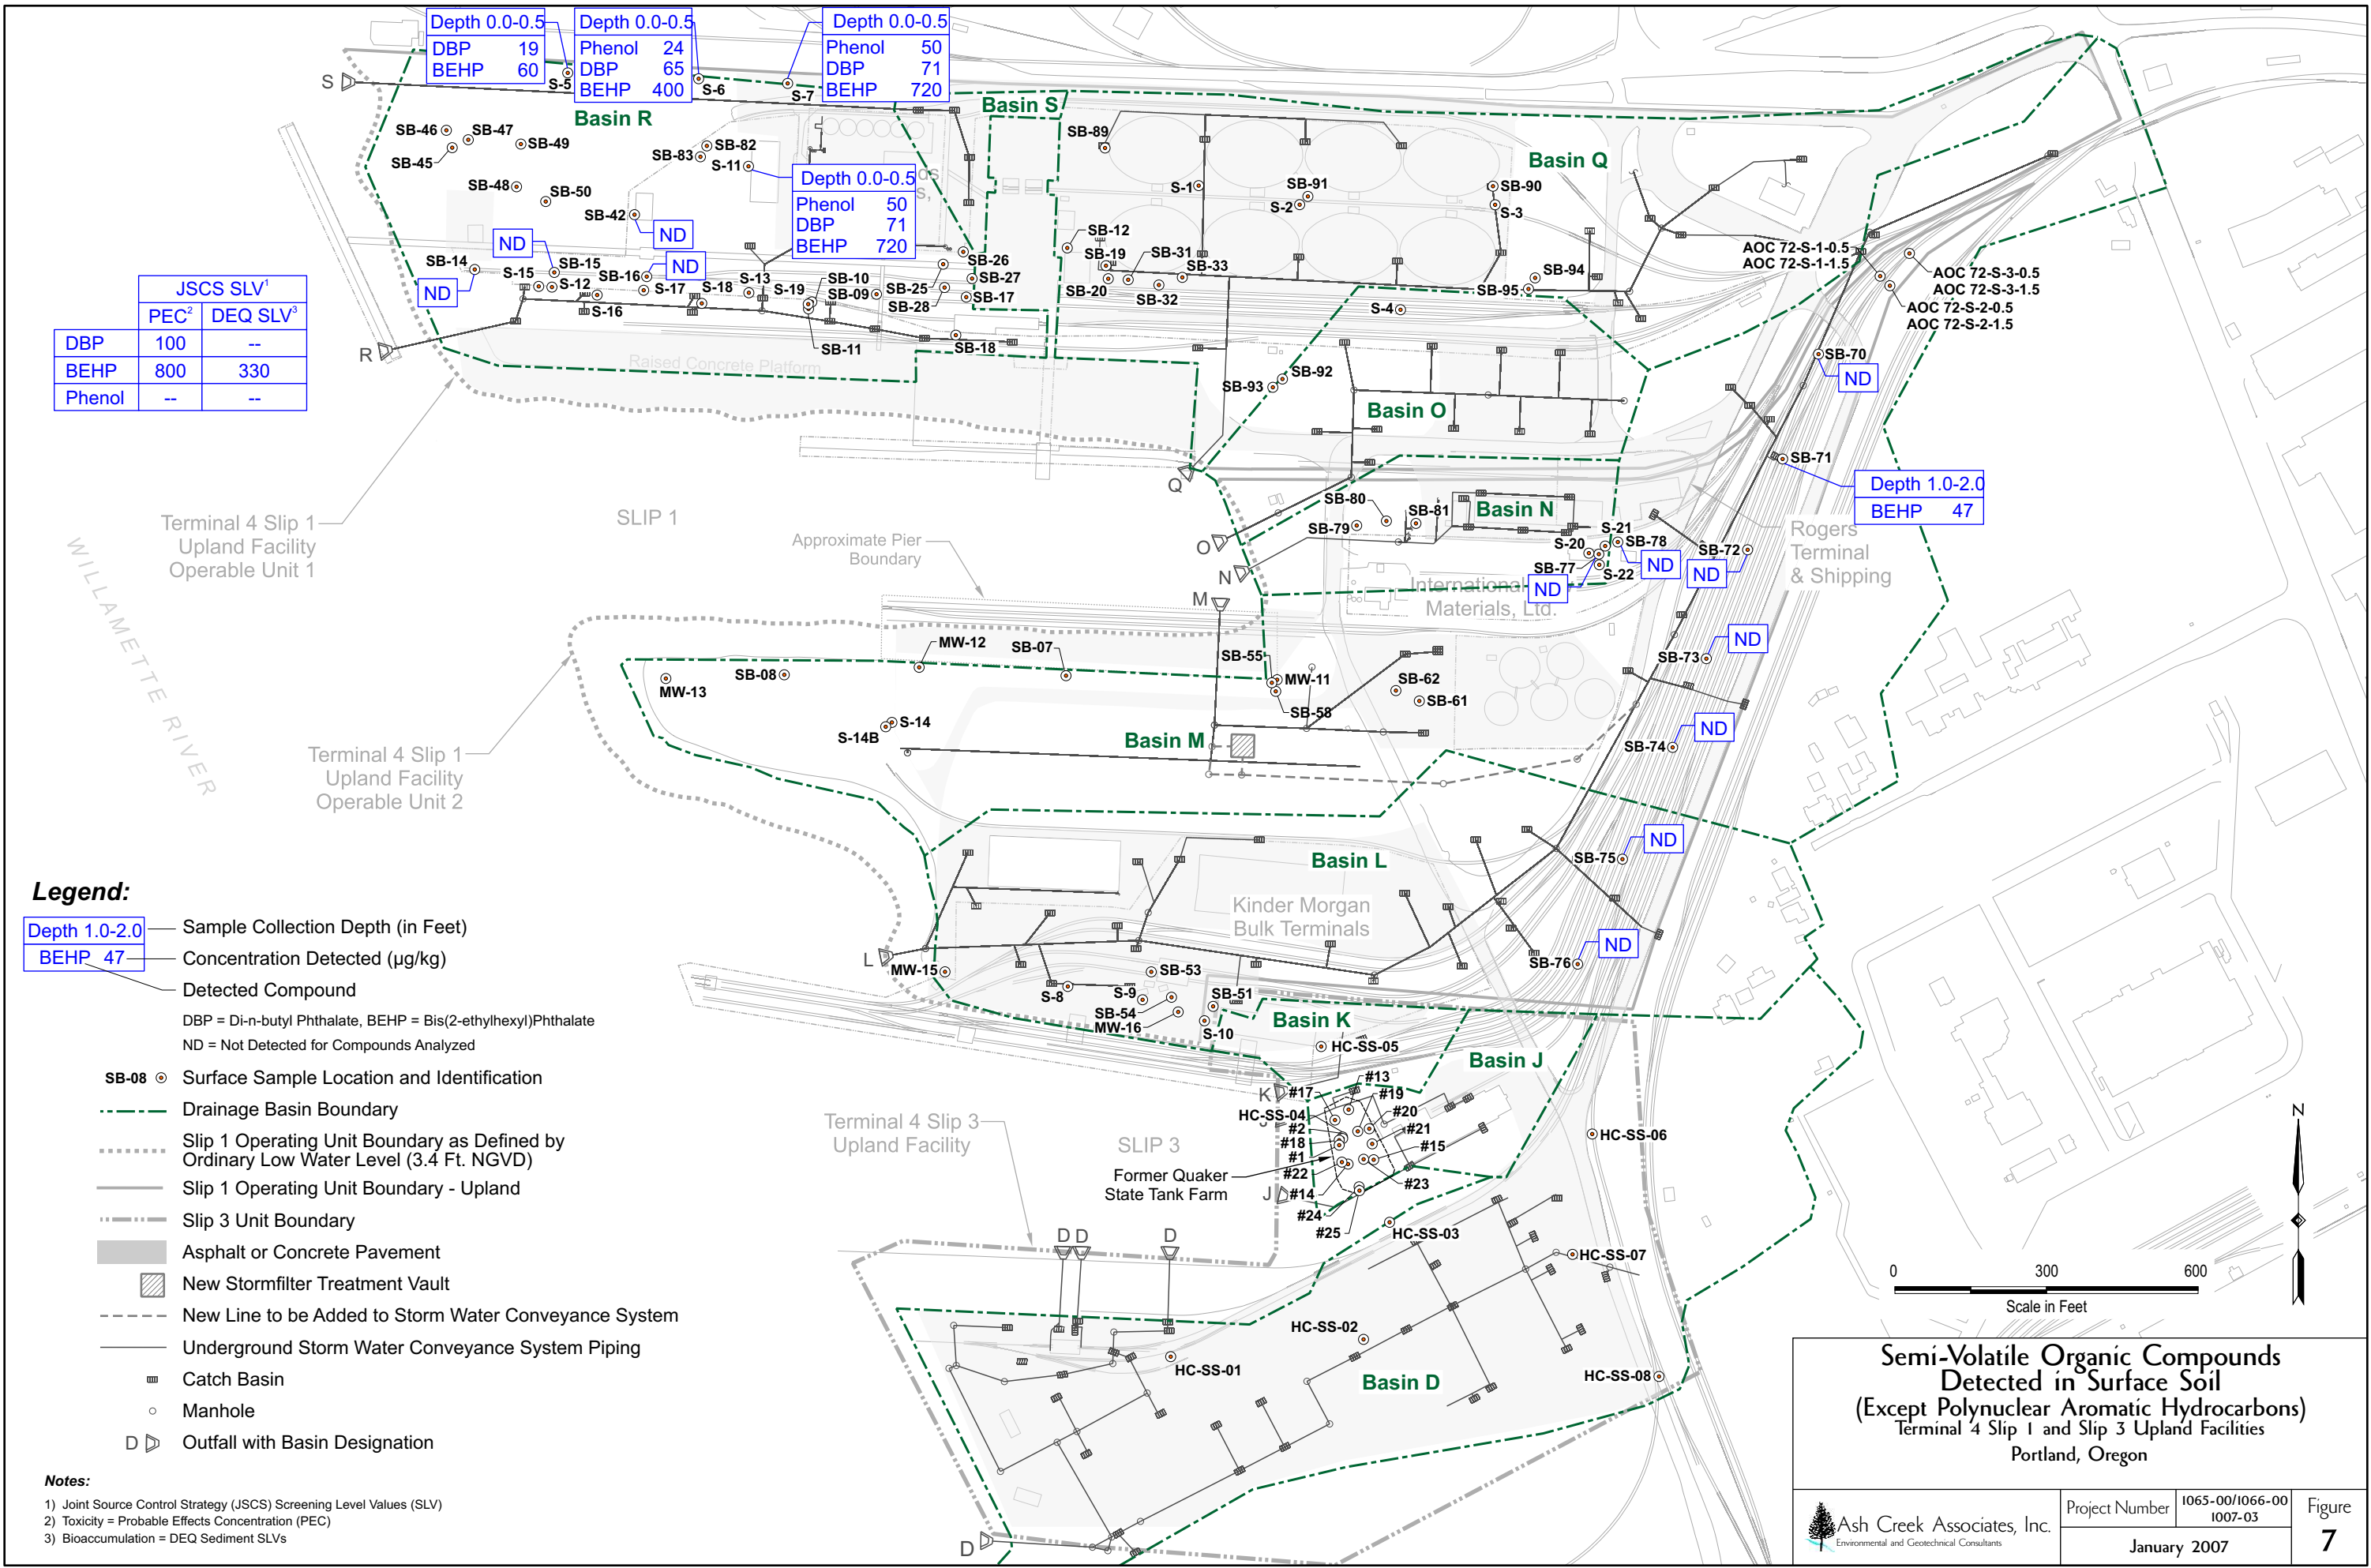 Depth 0.0-0.5
DBP 19
BEHP 60
Depth 0.0-0.5
Phenol 24
DBP 65
BEHP 400
Depth 0.0-0.5
Phenol 50
DBP 71
BEHP 720
S
S-5
S-6
S-7
Basin R
Basin S
Basin Q
SB-46
SB-47
SB-45
SB-49
SB-82
SB-83
S-11
SB-48
SB-50
SB-42
ND
Depth 0.0-0.5
Phenol 50
DBP 71
BEHP 720
SB-89
S-1
SB-91
S-2
SB-90
S-3
SB-12
SB-19
SB-31
SB-33
SB-20
SB-32
SB-94
SB-95
S-4
AOC 72-S-1-0.5
AOC 72-S-1-1.5
AOC 72-S-3-0.5
AOC 72-S-3-1.5
AOC 72-S-2-0.5
AOC 72-S-2-1.5
ND
SB-14
ND
S-15
SB-15
S-12
SB-16
ND
S-17
S-16
S-18
S-13
S-19
SB-10
SB-09
SB-11
SB-25
SB-28
SB-26
SB-27
SB-17
SB-18
R
Raised Concrete Platform
JSCS SLV1
PEC2 DEQ SLV3
DBP 100 --
BEHP 800 330
Phenol -- --
SB-93
SB-92
Basin O
SB-70
ND
SB-71
Depth 1.0-2.0
BEHP 47
Q
Terminal 4 Slip 1
Upland Facility
Operable Unit 1
SLIP 1
Approximate Pier
Boundary
WILLAMETTE RIVER
SB-80
SB-79
SB-81
Basin N
S-21
S-20
SB-78
SB-77
S-22
ND
ND
SB-72
ND
Rogers
Terminal
& Shipping
International
Materials, Ltd.
O
N
M
MW-12
SB-07
SB-08
MW-13
SB-55
MW-11
SB-58
SB-62
SB-61
SB-73
ND
S-14
S-14B
Basin M
SB-74
ND
Terminal 4 Slip 1
Upland Facility
Operable Unit 2
Basin L
SB-75
ND
Kinder Morgan
Bulk Terminals
L
MW-15
S-8
S-9
SB-53
SB-54
MW-16
SB-51
S-10
SB-76
ND
Basin K
HC-SS-05
Basin J
K
#17
#13
#19
HC-SS-04
#20
J
#2
#21
#18
#15
#1
#22
Former Quaker
State Tank Farm
#14
#23
J
#24
#25
HC-SS-03
HC-SS-06
HC-SS-07
Terminal 4 Slip 3
Upland Facility
SLIP 3
D
D
D
HC-SS-01
HC-SS-02
HC-SS-08
Basin D
D
Legend:
Depth 1.0-2.0
Sample Collection Depth (in Feet)
BEHP 47
Concentration Detected (µg/kg)
Detected Compound
DBP = Di-n-butyl Phthalate, BEHP = Bis(2-ethylhexyl)Phthalate
ND = Not Detected for Compounds Analyzed
SB-08 Surface Sample Location and Identification
Drainage Basin Boundary
Slip 1 Operating Unit Boundary as Defined by
Ordinary Low Water Level (3.4 Ft. NGVD)
Slip 1 Operating Unit Boundary - Upland
Slip 3 Unit Boundary
Asphalt or Concrete Pavement
New Stormfilter Treatment Vault
New Line to be Added to Storm Water Conveyance System
Underground Storm Water Conveyance System Piping
Catch Basin
Manhole
D Outfall with Basin Designation
Notes:
1) Joint Source Control Strategy (JSCS) Screening Level Values (SLV)
2) Toxicity = Probable Effects Concentration (PEC)
3) Bioaccumulation = DEQ Sediment SLVs
N
0 300 600
Scale in Feet
Semi-Volatile Organic Compounds
Detected in Surface Soil
(Except Polynuclear Aromatic Hydrocarbons)
Terminal 4 Slip 1 and Slip 3 Upland Facilities
Portland, Oregon
Ash Creek Associates, Inc.
Environmental and Geotechnical Consultants
Project Number
1065-00/1066-00
1007-03
January 2007
Figure
7